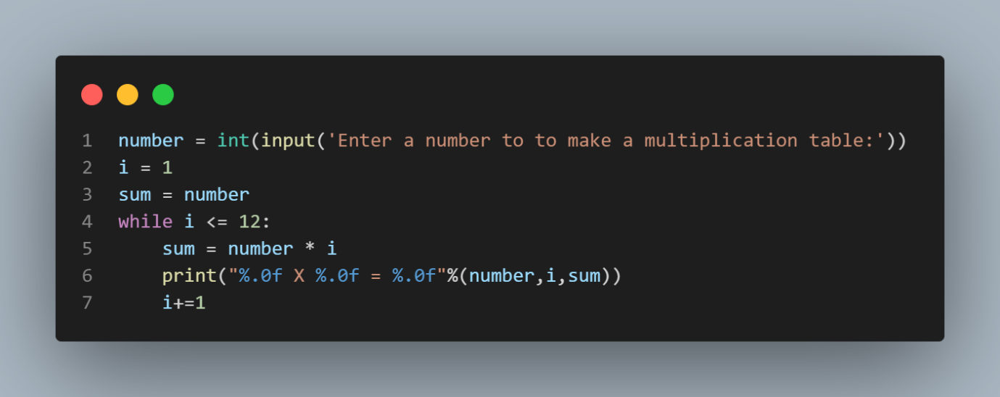 1 number = int(input('Enter a number to to make a multiplication table:'))
2 i = 1
3 sum = number
4 while i <= 12:
5     sum = number * i
6     print("%.0f X %.0f = %.0f"%(number,i,sum))
7     i+=1